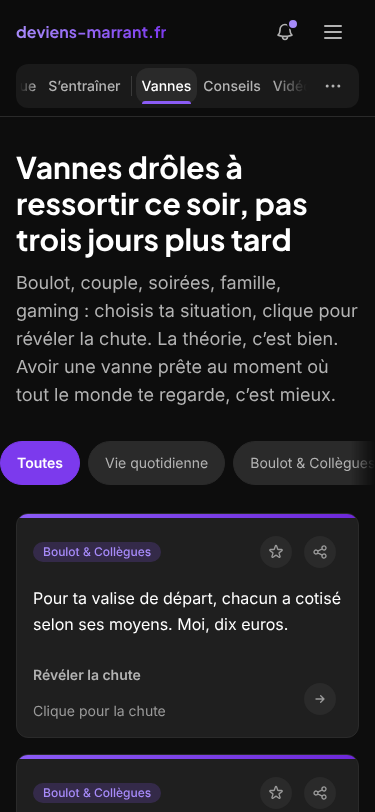 deviens-marrant.fr
ue S'entraîner Vannes Conseils Vidé
Vannes drôles à
ressortir ce soir, pas
trois jours plus tard
Boulot, couple, soirées, famille,
gaming : choisis ta situation, clique pour
révéler la chute. La théorie, c'est bien.
Avoir une vanne prête au moment où
tout le monde te regarde, c'est mieux.
Toutes Vie quotidienne Boulot & Collègues
Boulot & Collègues
Pour ta valise de départ, chacun a cotisé
selon ses moyens. Moi, dix euros.
Révéler la chute
Clique pour la chute
Boulot & Collègues